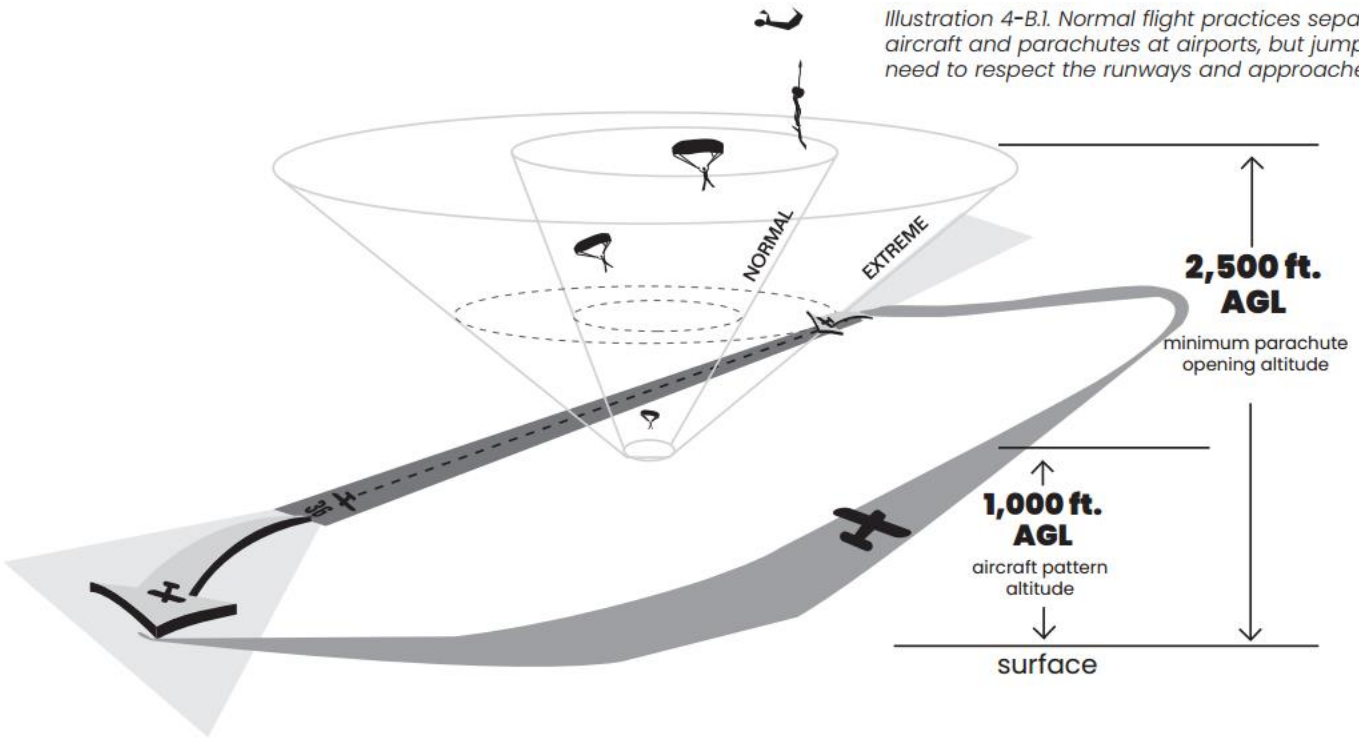 Illustration 4-B.1. Normal flight practices sepa
aircraft and parachutes at airports, but jump
need to respect the runways and approache
NORMAL
EXTREME
2,500 ft.
AGL
minimum parachute
opening altitude
1,000 ft.
AGL
aircraft pattern
altitude
surface
36